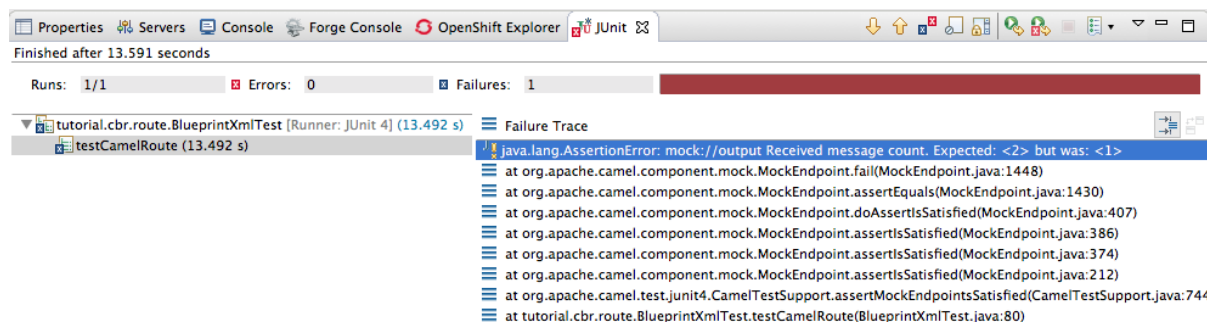 Properties Servers Console Forge Console OpenShift Explorer JUnit
Finished after 13.591 seconds
Runs: 1/1 Errors: 0 Failures: 1
tutorial.cbr.route.BlueprintXmlTest [Runner: JUnit 4] (13.492 s)
testCamelRoute (13.492 s)
Failure Trace
java.lang.AssertionError: mock://output Received message count. Expected: <2> but was: <1>
at org.apache.camel.component.mock.MockEndpoint.fail(MockEndpoint.java:1448)
at org.apache.camel.component.mock.MockEndpoint.assertEquals(MockEndpoint.java:1430)
at org.apache.camel.component.mock.MockEndpoint.doAssertIsSatisfied(MockEndpoint.java:407)
at org.apache.camel.component.mock.MockEndpoint.assertIsSatisfied(MockEndpoint.java:386)
at org.apache.camel.component.mock.MockEndpoint.assertIsSatisfied(MockEndpoint.java:374)
at org.apache.camel.component.mock.MockEndpoint.assertIsSatisfied(MockEndpoint.java:212)
at org.apache.camel.test.junit4.CamelTestSupport.assertMockEndpointsSatisfied(CamelTestSupport.java:744
at tutorial.cbr.route.BlueprintXmlTest.testCamelRoute(BlueprintXmlTest.java:80)